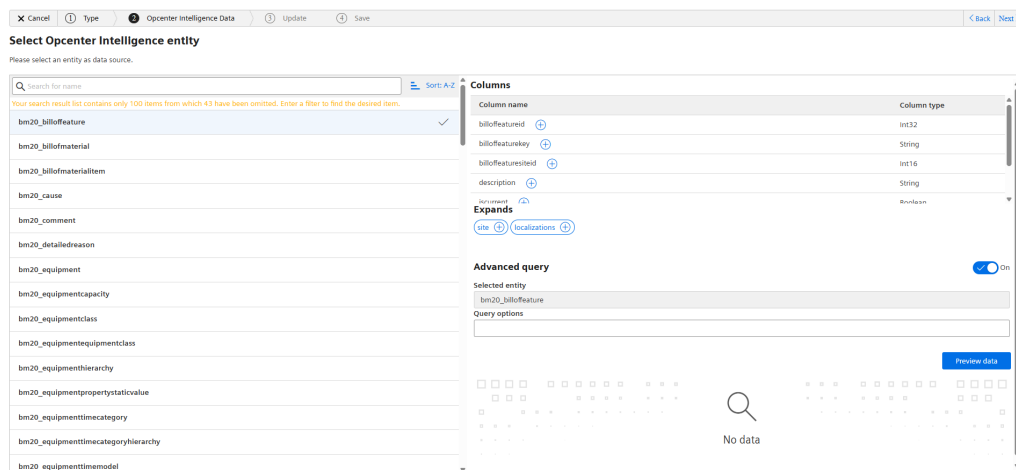 Cancel 1 Type 2 Opcenter Intelligence Data 3 Update 4 Save Back Next
Select Opcenter Intelligence entity
Please select an entity as data source.
Search for name Sort: A-Z
Your search result list contains only 100 items from which 43 have been omitted. Enter a filter to find the desired item.
bm20_billoffeature
bm20_billofmaterial
bm20_billofmaterialitem
bm20_cause
bm20_comment
bm20_detailedreason
bm20_equipment
bm20_equipmentcapacity
bm20_equipmentclass
bm20_equipmentequipmentclass
bm20_equipmenthierarchy
bm20_equipmentpropertystaticvalue
bm20_equipmenttimecategory
bm20_equipmenttimecategoryhierarchy
bm20_equipmenttimemodel
Columns
Column name Column type
billoffeatureid Int32
billoffeaturekey String
billoffeaturesiteid Int16
description String
iscurrent Boolean
Expands
site localizations
Advanced query On
Selected entity
bm20_billoffeature
Query options
Preview data
No data